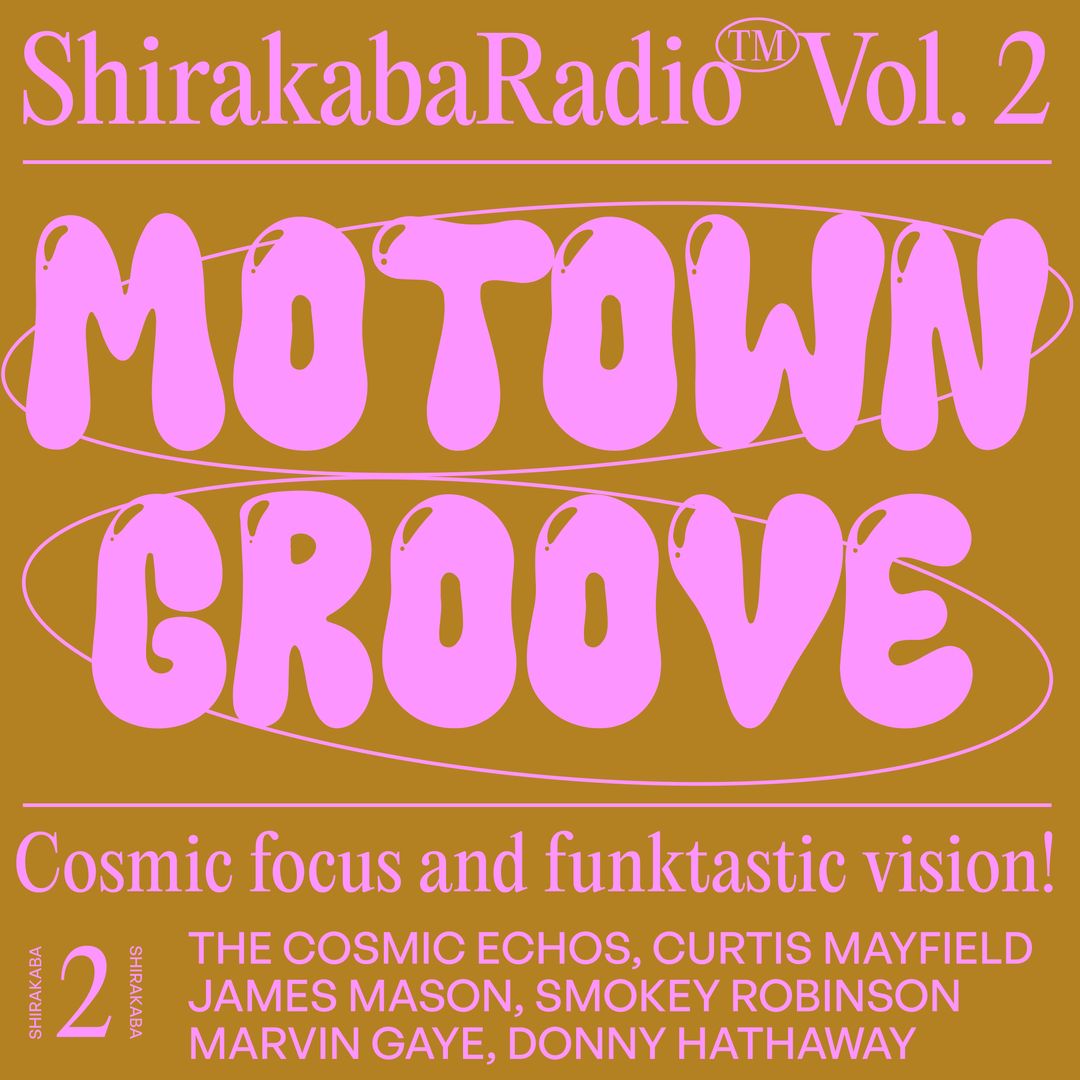 ShirakabaRadio™ Vol. 2
MOTOWN
GROOVE
Cosmic focus and funktastic vision!
SHIRAKABA
2
SHIRAKABA
THE COSMIC ECHOS, CURTIS MAYFIELD
JAMES MASON, SMOKEY ROBINSON
MARVIN GAYE, DONNY HATHAWAY